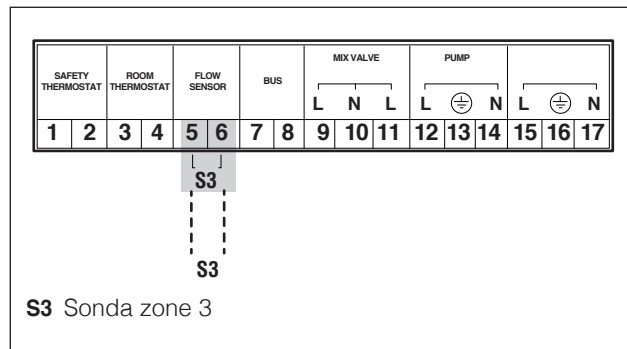 MIX VALVE PUMP
SAFETY THERMOSTAT ROOM THERMOSTAT FLOW SENSOR BUS
L N L L N L N
1 2 3 4 5 6 7 8 9 10 11 12 13 14 15 16 17
S3
S3
S3 Sonda zone 3